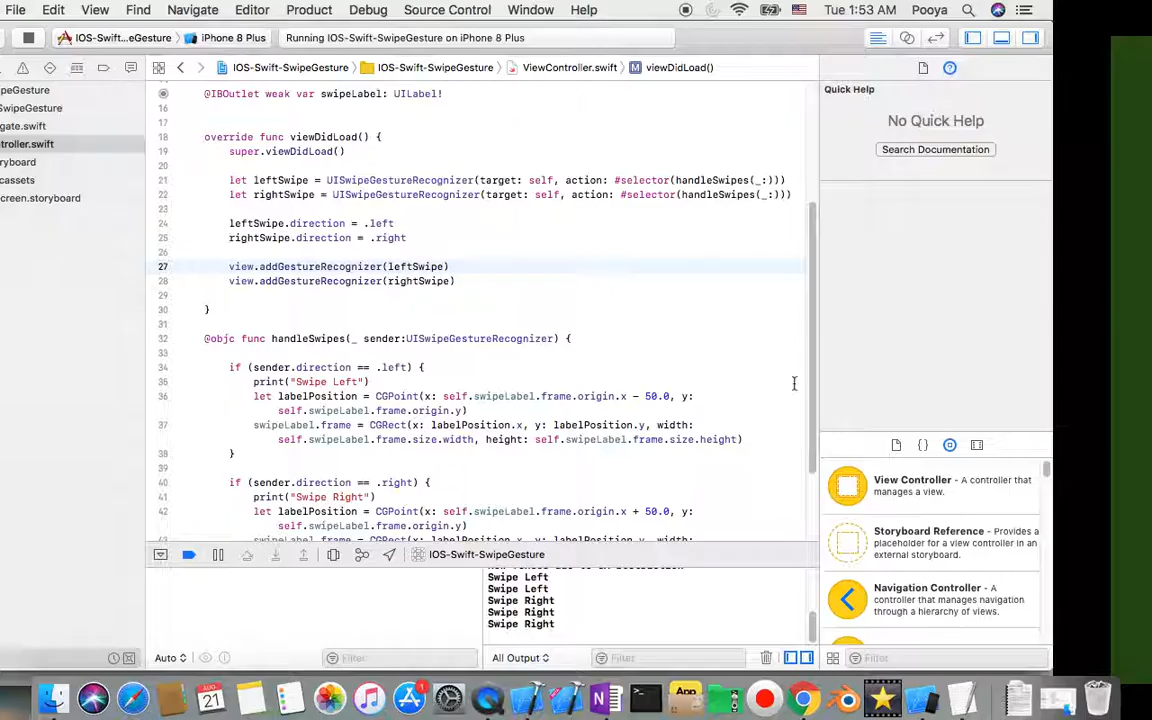 File Edit View Find Navigate Editor Product Debug Source Control Window Help Tue 1:53 AM Pooya
IOS-Swift...eGesture iPhone 8 Plus Running IOS-Swift-SwipeGesture on iPhone 8 Plus
IOS-Swift-SwipeGesture IOS-Swift-SwipeGesture ViewController.swift M viewDidLoad()
eGesture
SwipeGesture
gate.swift
troller.swift
ryboard
cassets
creen.storyboard
@IBOutlet weak var swipeLabel: UILabel!
16
17
18 override func viewDidLoad() {
19 super.viewDidLoad()
20
21 let leftSwipe = UISwipeGestureRecognizer(target: self, action: #selector(handleSwipes(_:)))
22 let rightSwipe = UISwipeGestureRecognizer(target: self, action: #selector(handleSwipes(_:)))
23
24 leftSwipe.direction = .left
25 rightSwipe.direction = .right
26
27 view.addGestureRecognizer(leftSwipe)
28 view.addGestureRecognizer(rightSwipe)
29
30 }
31
32 @objc func handleSwipes(_ sender:UISwipeGestureRecognizer) {
33
34 if (sender.direction == .left) {
35 print("Swipe Left")
36 let labelPosition = CGPoint(x: self.swipeLabel.frame.origin.x - 50.0, y:
self.swipeLabel.frame.origin.y)
37 swipeLabel.frame = CGRect(x: labelPosition.x, y: labelPosition.y, width:
self.swipeLabel.frame.size.width, height: self.swipeLabel.frame.size.height)
38 }
39
40 if (sender.direction == .right) {
41 print("Swipe Right")
42 let labelPosition = CGPoint(x: self.swipeLabel.frame.origin.x + 50.0, y:
self.swipeLabel.frame.origin.y)
IOS-Swift-SwipeGesture
Swipe Left
Swipe Left
Swipe Right
Swipe Right
Swipe Right
Auto Filter All Output Filter
Quick Help
No Quick Help
Search Documentation
View Controller - A controller that
manages a view.
Storyboard Reference - Provides a
placeholder for a view controller in an
external storyboard.
Navigation Controller - A
controller that manages navigation
through a hierarchy of views.
Filter
AUG
21
1
App